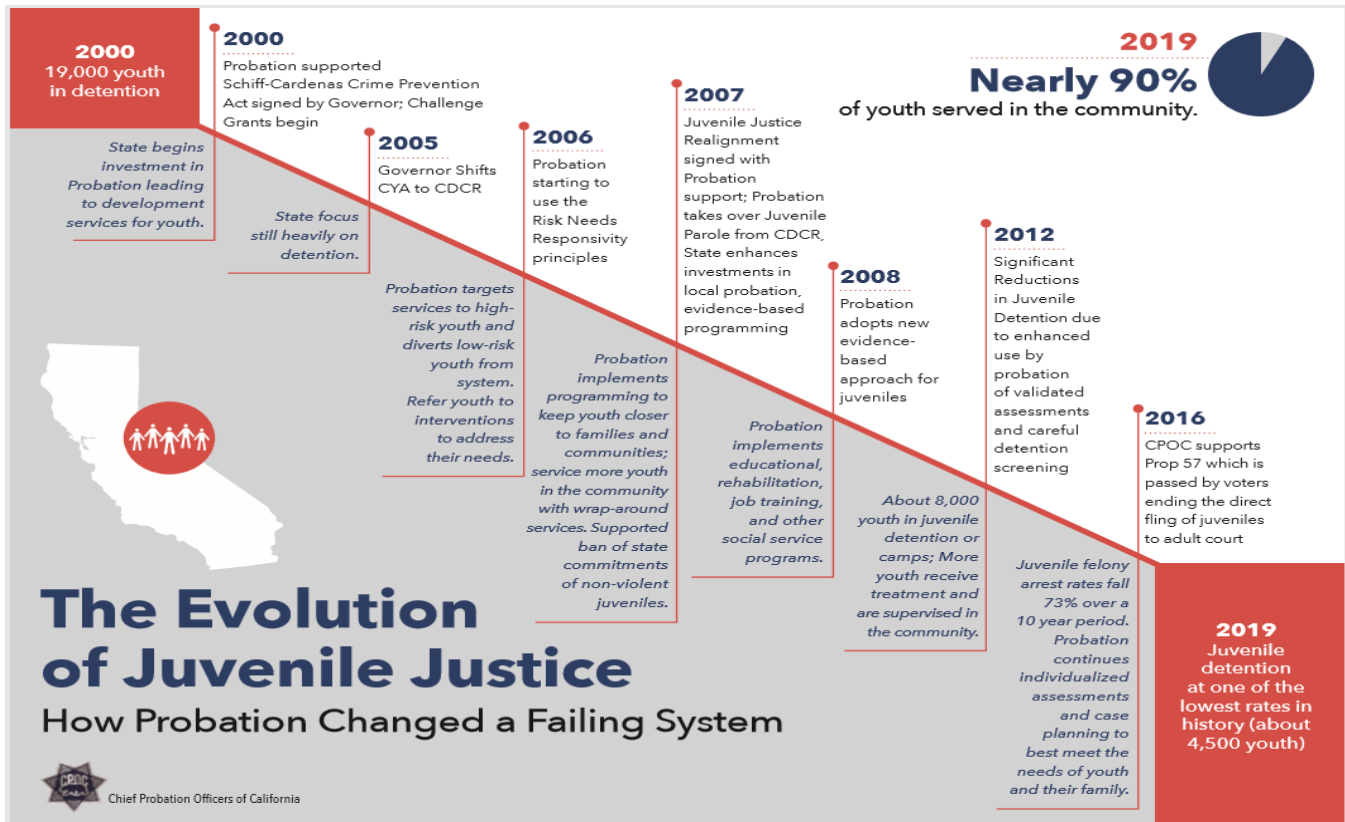 2000
19,000 youth
in detention
2000
Probation supported
Schiff-Cardenas Crime Prevention
Act signed by Governor; Challenge
Grants begin
State begins
investment in
Probation leading
to development
services for youth.
2005
Governor Shifts
CYA to CDCR
State focus
still heavily on
detention.
2006
Probation
starting to
use the
Risk Needs
Responsivity
principles
Probation targets
services to high-
risk youth and
diverts low-risk
youth from
system.
Refer youth to
interventions
to address
their needs.
2007
Juvenile Justice
Realignment
signed with
Probation
support; Probation
takes over Juvenile
Parole from CDCR,
State enhances
investments in
local probation,
evidence-based
programming
Probation
implements
programming to
keep youth closer
to families and
communities;
service more youth
in the community
with wrap-around
services. Supported
ban of state
commitments
of non-violent
juveniles.
2008
Probation
adopts new
evidence-
based
approach for
juveniles
Probation
implements
educational,
rehabilitation,
job training,
and other
social service
programs.
2012
Significant
Reductions
in Juvenile
Detention due
to enhanced
use by
probation
of validated
assessments
and careful
detention
screening
About 8,000
youth in juvenile
detention or
camps; More
youth receive
treatment and
are supervised in
the community.
2016
CPOC supports
Prop 57 which is
passed by voters
ending the direct
fling of juveniles
to adult court
Juvenile felony
arrest rates fall
73% over a
10 year period.
Probation
continues
individualized
assessments
and case
planning to
best meet the
needs of youth
and their family.
2019
Nearly 90%
of youth served in the community.
2019
Juvenile
detention
at one of the
lowest rates in
history (about
4,500 youth)
The Evolution
of Juvenile Justice
How Probation Changed a Failing System
CPOC
Chief Probation Officers of California